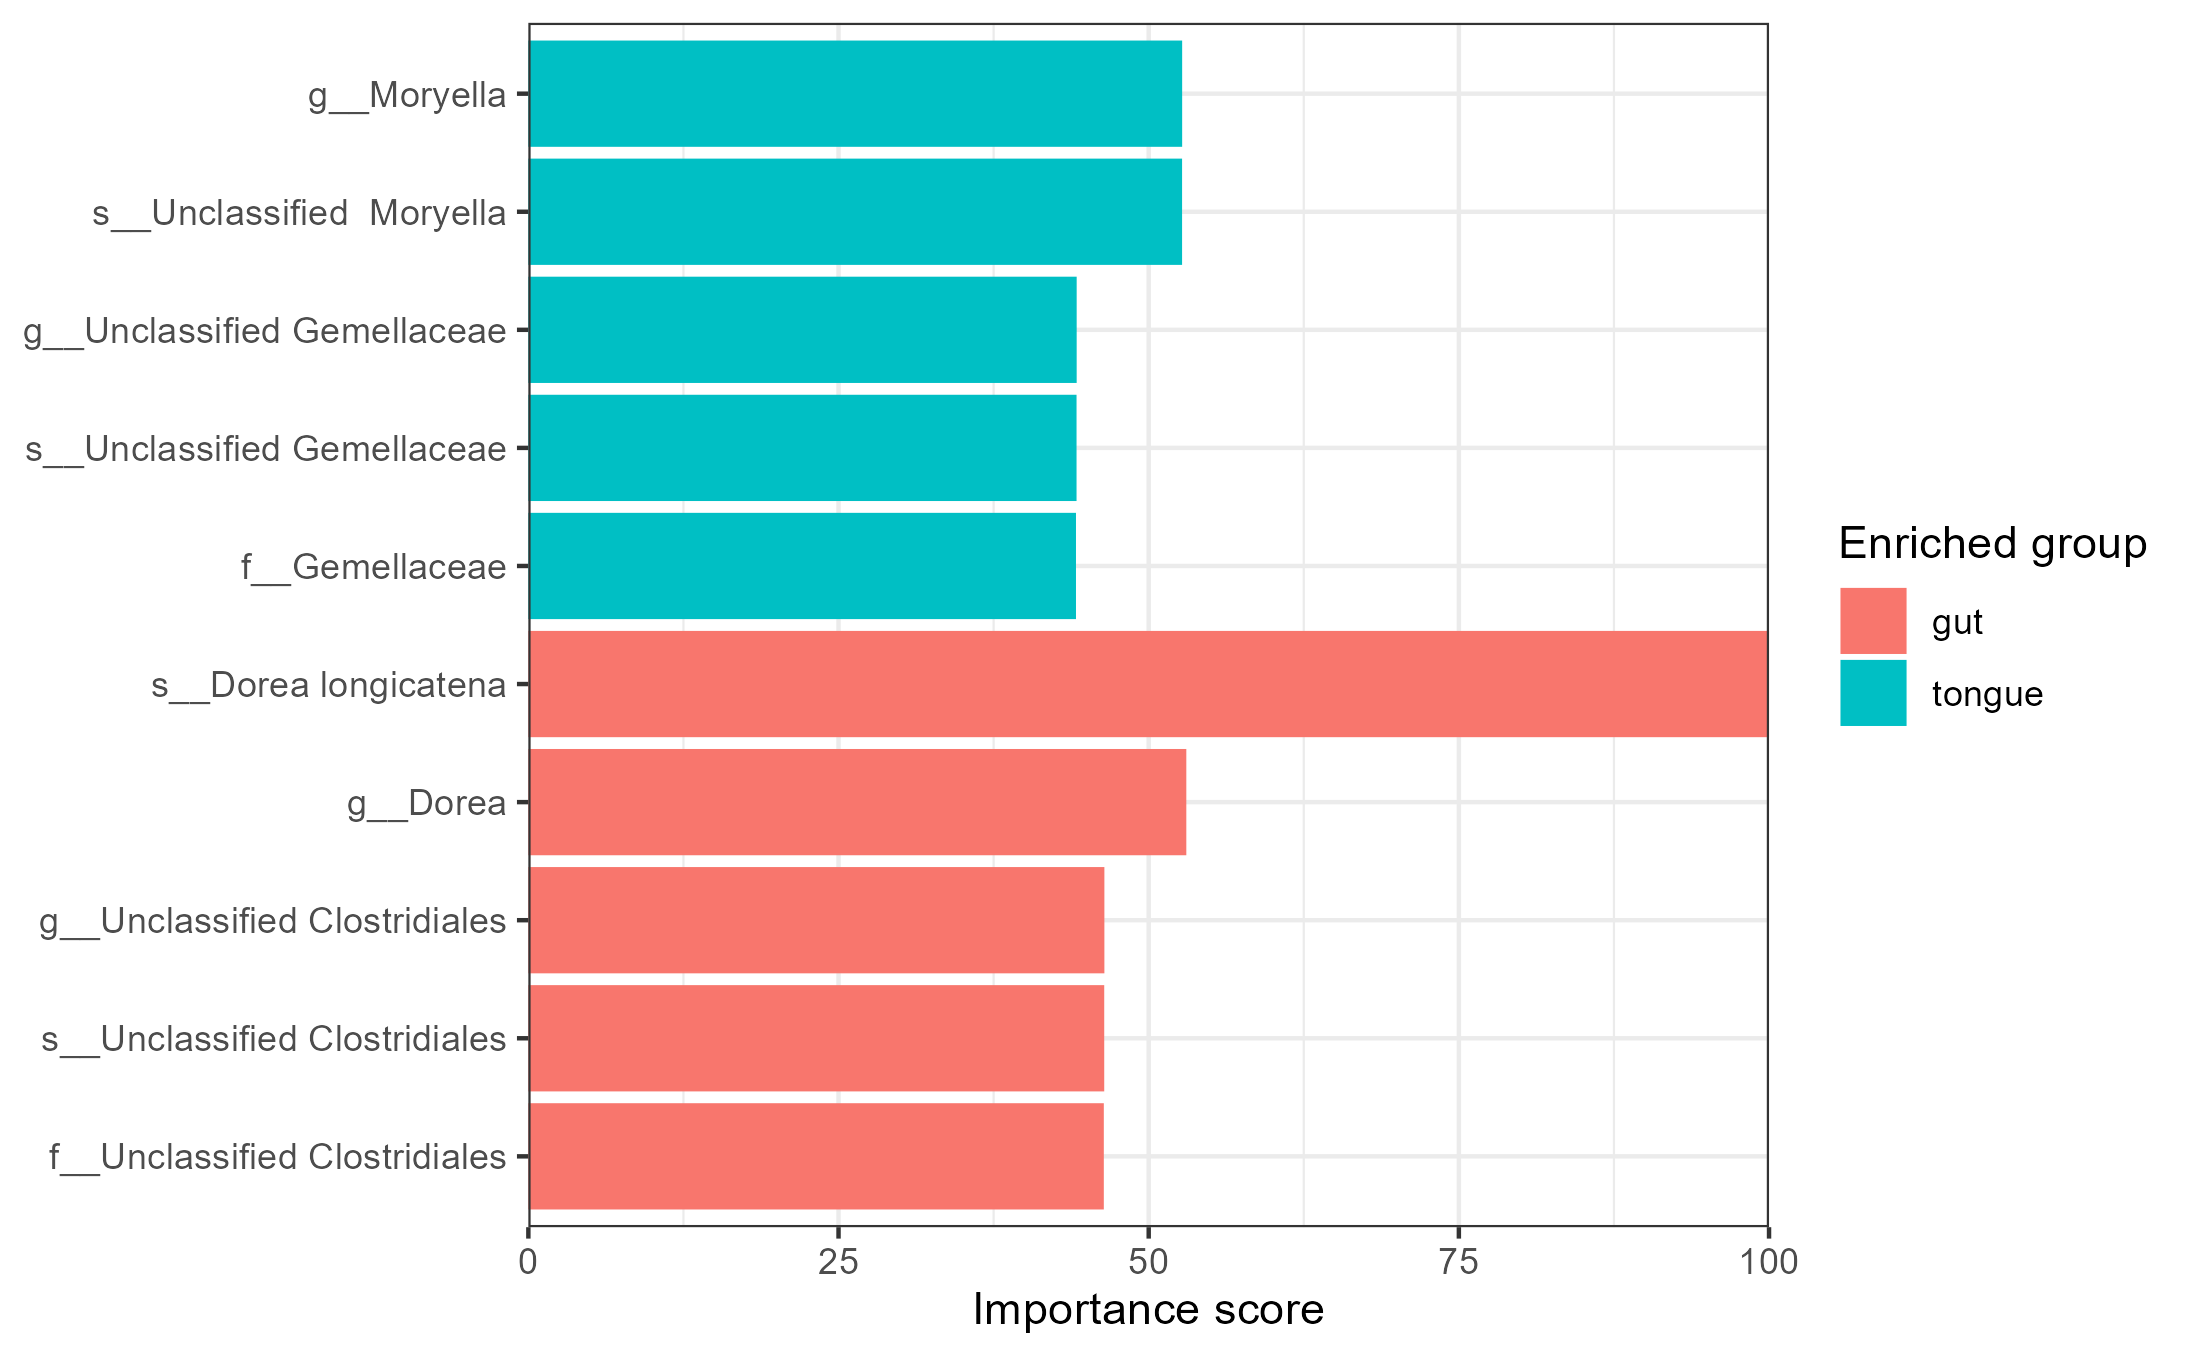 g__Moryella
s__Unclassified  Moryella
g__Unclassified Gemellaceae
s__Unclassified Gemellaceae
f__Gemellaceae
s__Dorea longicatena
g__Dorea
g__Unclassified Clostridiales
s__Unclassified Clostridiales
f__Unclassified Clostridiales
0 25 50 75 100
Importance score
Enriched group
gut
tongue